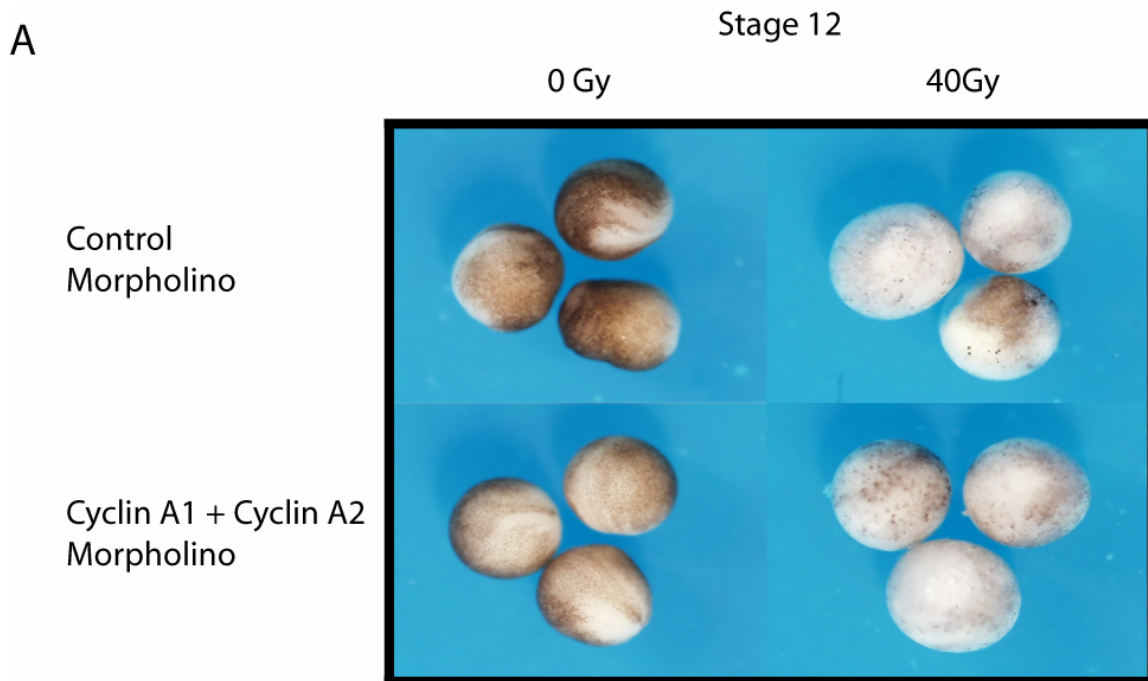 A
Stage 12
0 Gy
40Gy
Control
Morpholino
Cyclin A1 + Cyclin A2
Morpholino